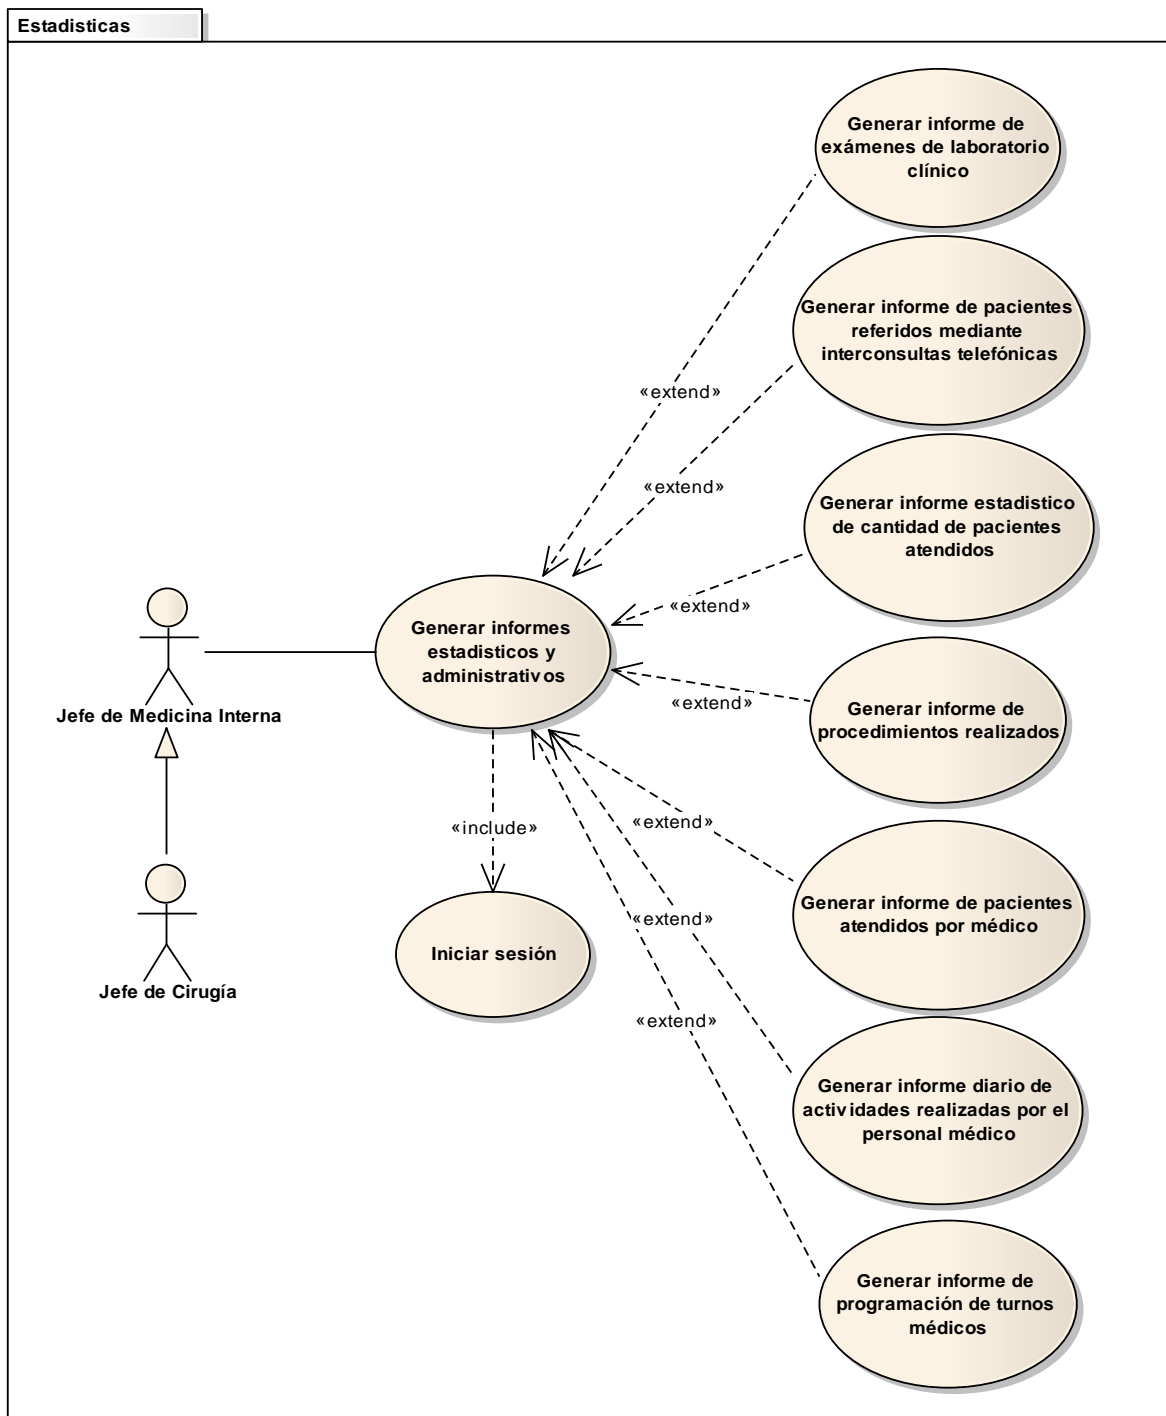 Estadisticas
Generar informe de
exámenes de laboratorio
clínico
Generar informe de pacientes
referidos mediante
interconsultas telefónicas
«extend»
«extend»
Generar informe estadistico
de cantidad de pacientes
atendidos
«extend»
Generar informes
estadisticos y
administrativos
Jefe de Medicina Interna
«extend»
Generar informe de
procedimientos realizados
«include»
«extend»
Generar informe de pacientes
atendidos por médico
«extend»
Iniciar sesión
Jefe de Cirugía
«extend»
Generar informe diario de
actividades realizadas por el
personal médico
Generar informe de
programación de turnos
médicos